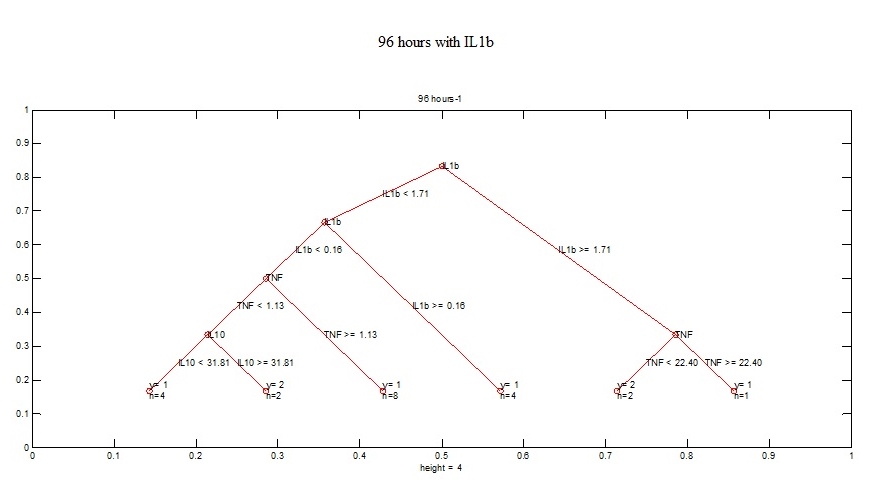 96 hours with IL1b
96 hours-1
1
0.9
0.8
0.7
0.6
0.5
0.4
0.3
0.2
0.1
0
IL1b
IL1b < 1.71
IL1b
IL1b < 0.16
IL1b >= 1.71
TNF
TNF < 1.13
IL1b >= 0.16
IL10
TNF >= 1.13
TNF
IL10 < 31.81
IL10 >= 31.81
TNF < 22.40
TNF >= 22.40
y= 1
n=4
y= 2
n=2
y= 1
n=8
y= 1
n=4
y= 2
n=2
y= 1
n=1
0 0.1 0.2 0.3 0.4 0.5 0.6 0.7 0.8 0.9 1
height = 4